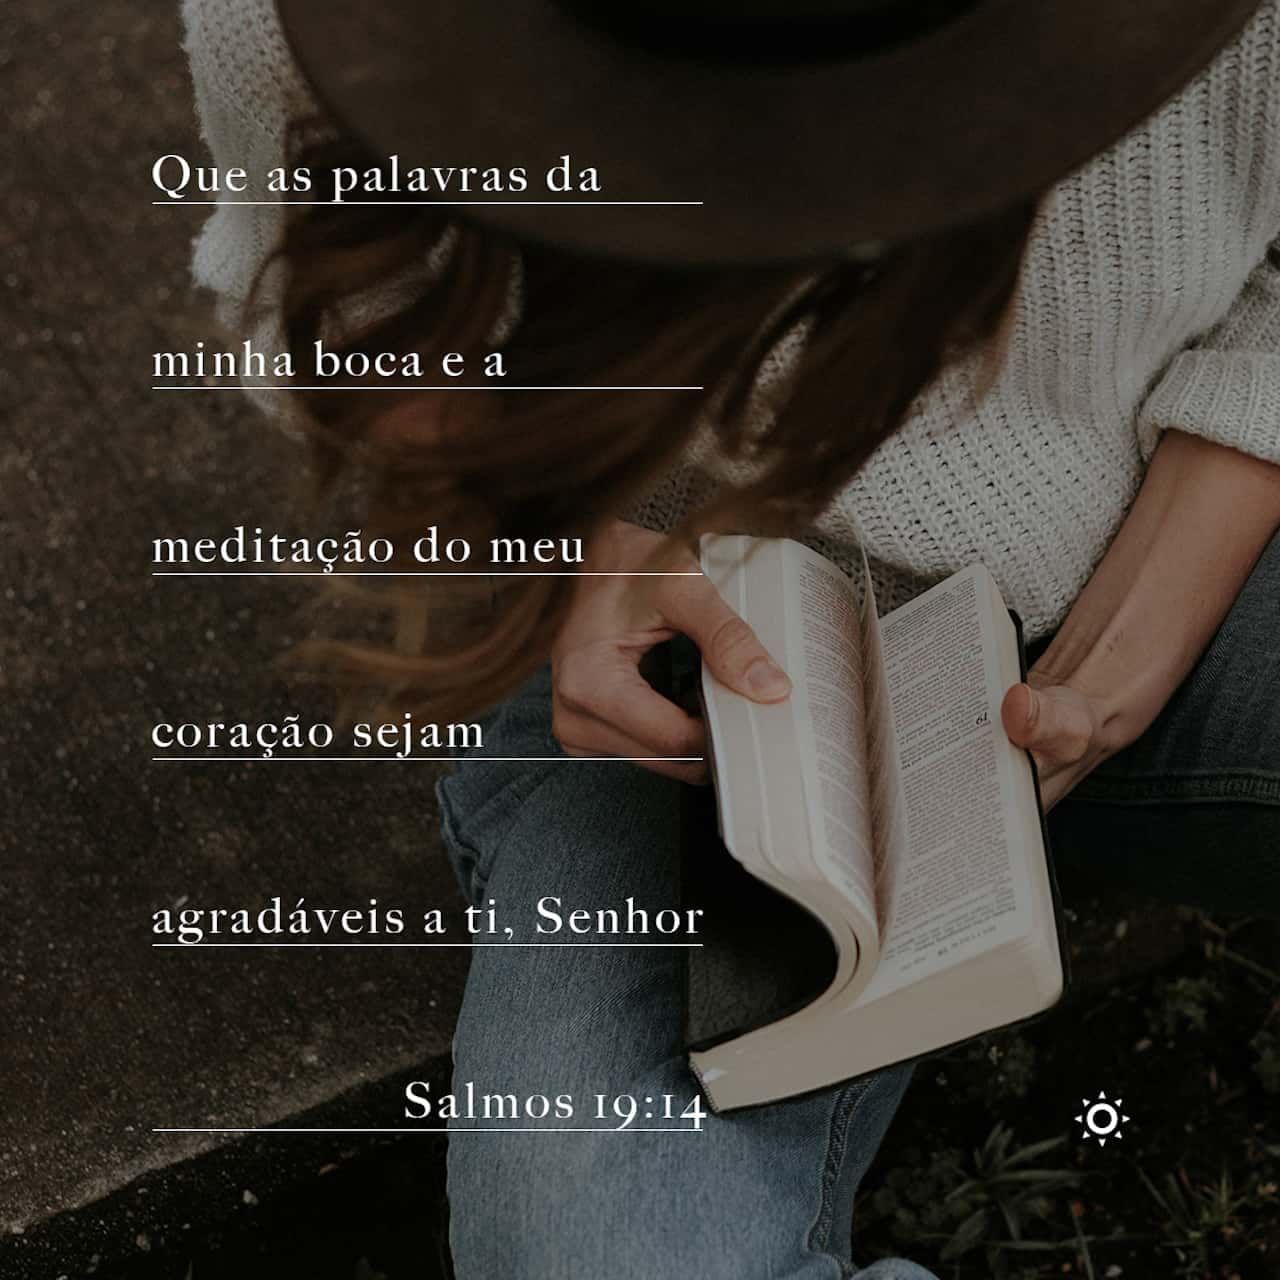 Que as palavras da
minha boca e a
meditação do meu
coração sejam
agradáveis a ti, Senhor
Salmos 19:14